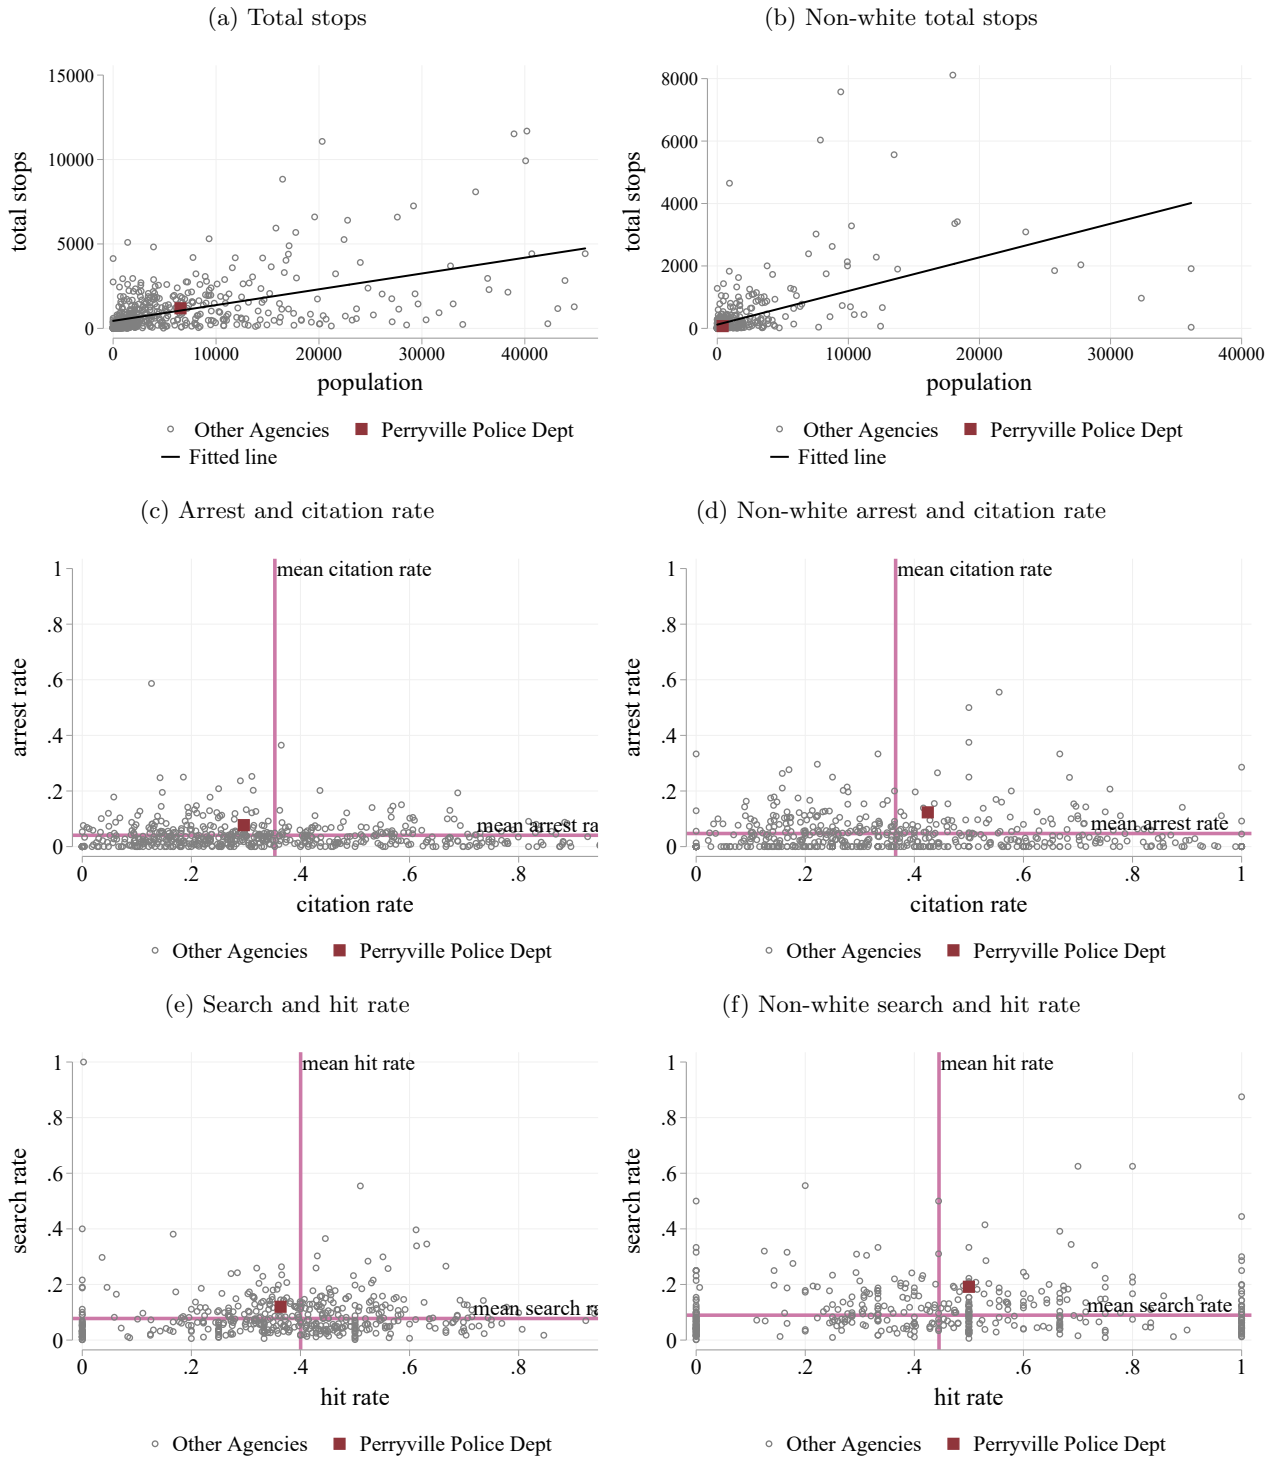 (a) Total stops
(b) Non-white total stops
15000
10000
5000
0
total stops
0 10000 20000 30000 40000
population
Other Agencies Perryville Police Dept
Fitted line
8000
6000
4000
2000
0
total stops
0 10000 20000 30000 40000
population
Other Agencies Perryville Police Dept
Fitted line
(c) Arrest and citation rate
(d) Non-white arrest and citation rate
mean citation rate
1
.8
.6
.4
.2
0
arrest rate
mean arrest ra
0 .2 .4 .6 .8
citation rate
Other Agencies Perryville Police Dept
mean citation rate
1
.8
.6
.4
.2
0
arrest rate
mean arrest rate
0 .2 .4 .6 .8 1
citation rate
Other Agencies Perryville Police Dept
(e) Search and hit rate
(f) Non-white search and hit rate
mean hit rate
1
.8
.6
.4
.2
0
search rate
mean search ra
0 .2 .4 .6 .8
hit rate
Other Agencies Perryville Police Dept
mean hit rate
1
.8
.6
.4
.2
0
search rate
mean search rate
0 .2 .4 .6 .8 1
hit rate
Other Agencies Perryville Police Dept